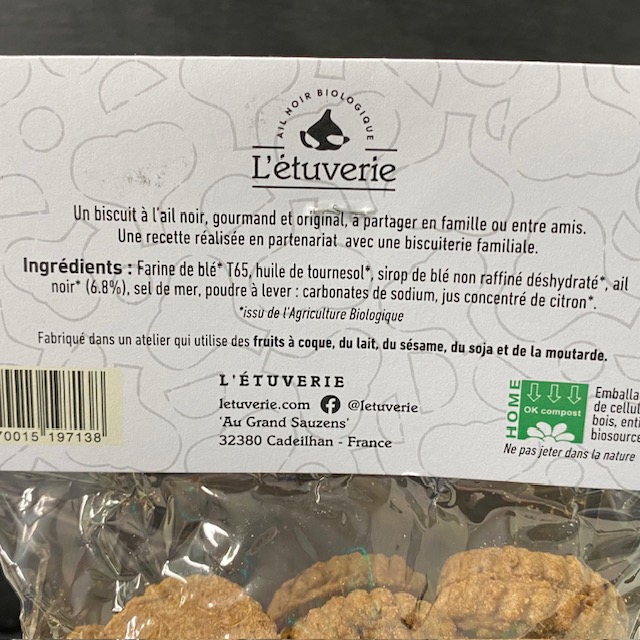 AIL NOIR BIOLOGIQUE
L'étuverie
Un biscuit à l'ail noir, gourmand et original, à partager en famille ou entre amis.
Une recette réalisée en partenariat avec une biscuiterie familiale.
Ingrédients : Farine de blé* T65, huile de tournesol*, sirop de blé non raffiné déshydraté*, ail
noir* (6.8%), sel de mer, poudre à lever : carbonates de sodium, jus concentré de citron*.
*issu de l'Agriculture Biologique
Fabriqué dans un atelier qui utilise des fruits à coque, du lait, du sésame, du soja et de la moutarde.
70015 197138
L'ÉTUVERIE
letuverie.com @letuverie
'Au Grand Sauzens'
32380 Cadeilhan - France
HOME
OK compost
Emballa
de cellul
bois, enti
biosource
Ne pas jeter dans la nature